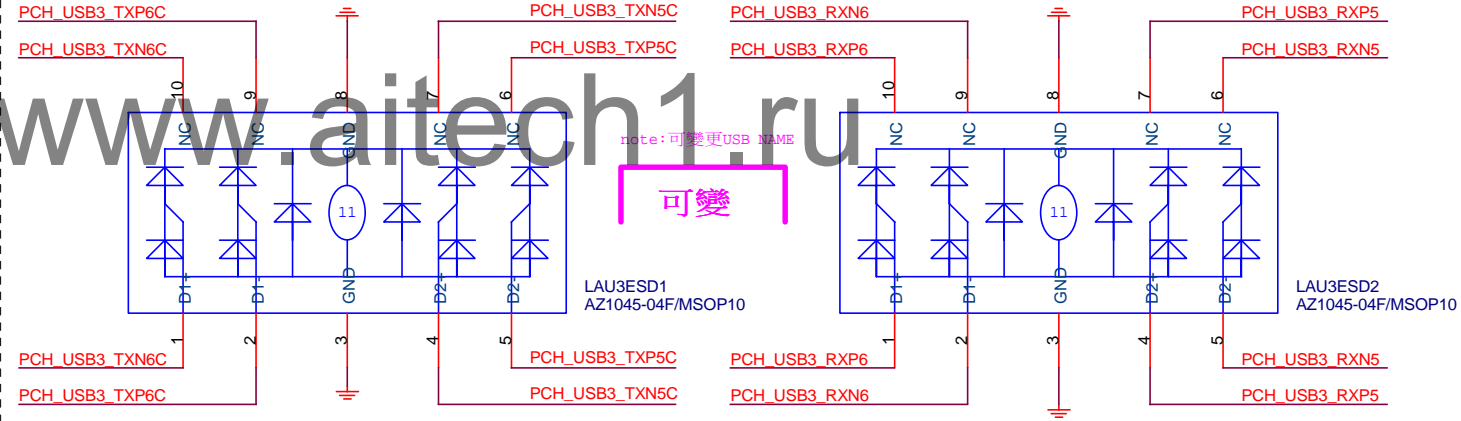 PCH_USB3_TXP6C PCH_USB3_TXN5C PCH_USB3_RXN6 PCH_USB3_RXP5
PCH_USB3_TXN6C PCH_USB3_TXP5C PCH_USB3_RXP6 PCH_USB3_RXN5
10 9 8 7 6 10 9 8 7 6
www.aitech1.ru
NC NC GND NC NC NC NC GND NC NC
note:可變更USB NAME
可變
11 11
D1+ D1- GND D2+ D2- D1+ D1- GND D2+ D2-
LAU3ESD1 LAU3ESD2
AZ1045-04F/MSOP10 AZ1045-04F/MSOP10
1 2 3 4 5 1 2 3 4 5
PCH_USB3_TXN6C PCH_USB3_TXP5C PCH_USB3_RXP6 PCH_USB3_RXN5
PCH_USB3_TXP6C PCH_USB3_TXN5C PCH_USB3_RXN6 PCH_USB3_RXP5